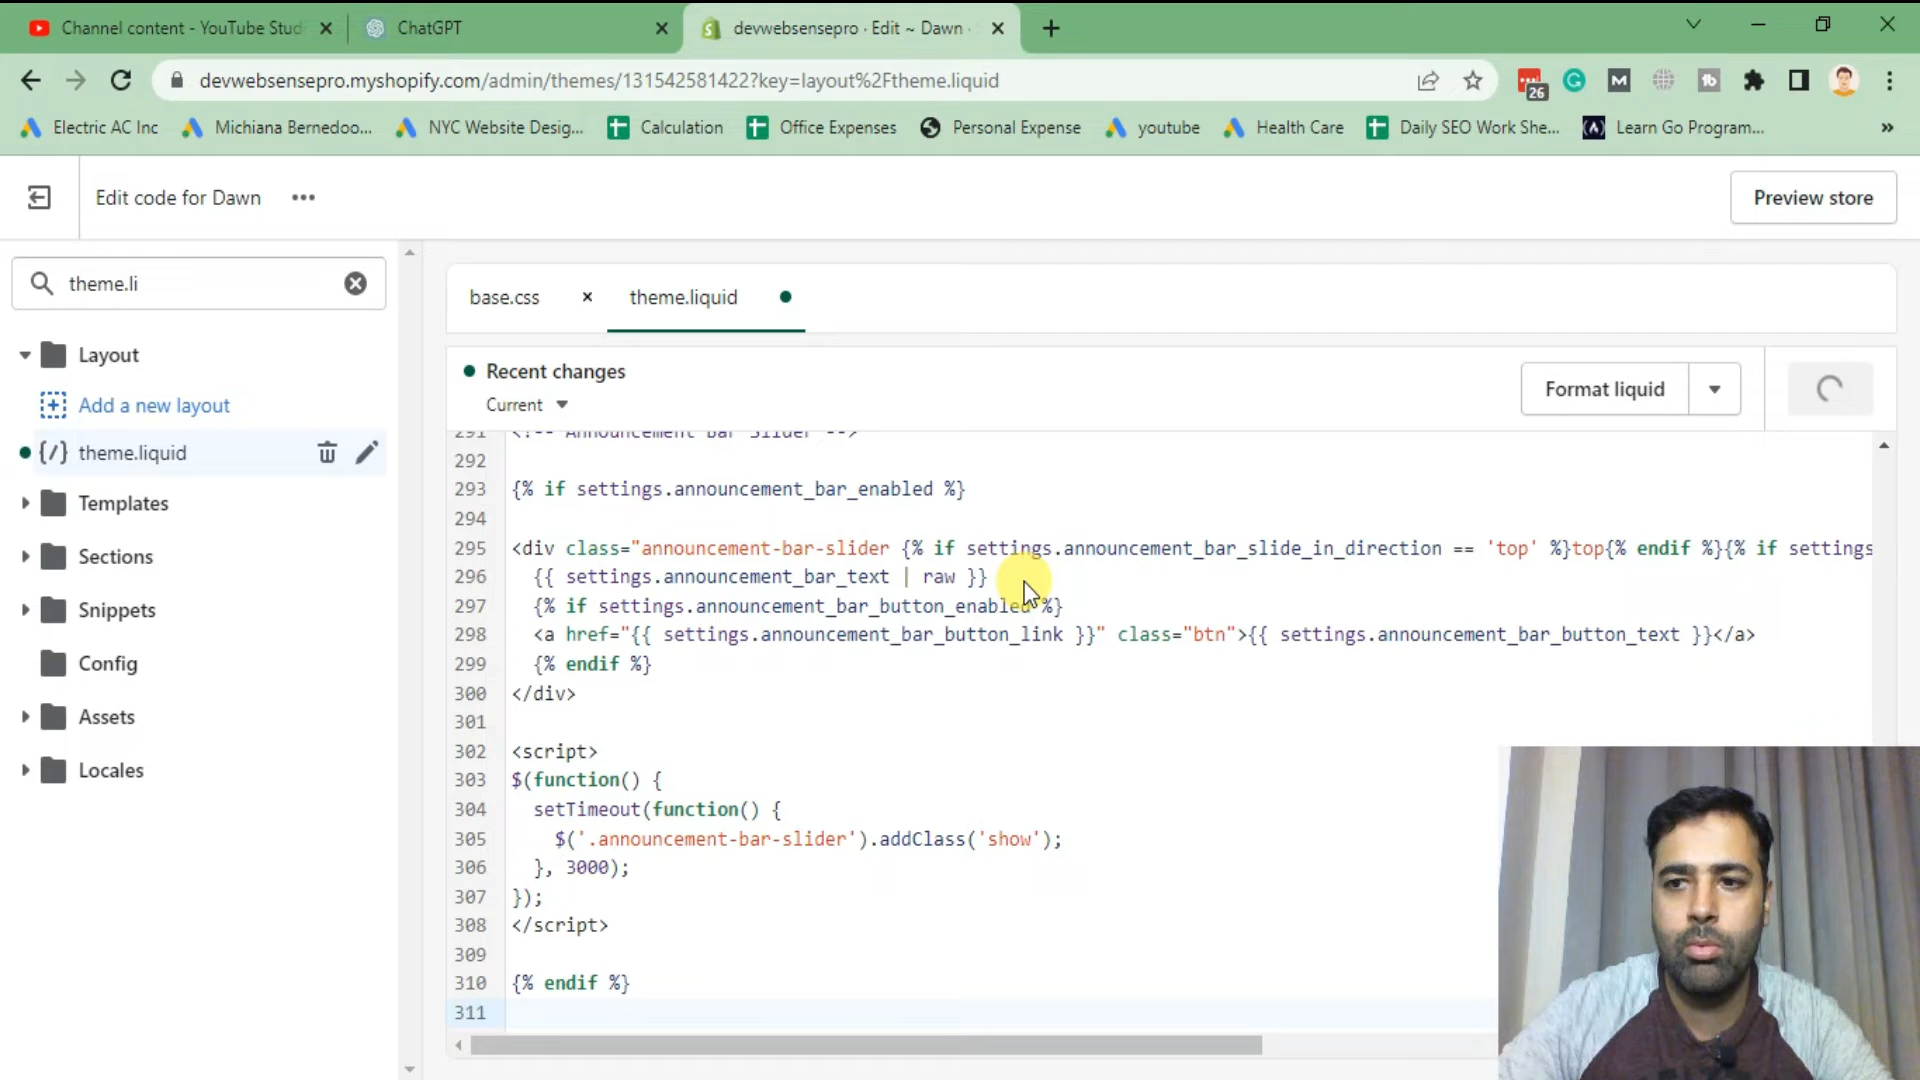 Channel content - YouTube Stud
ChatGPT
devwebsensepro · Edit ~ Dawn ·
devwebsensepro.myshopify.com/admin/themes/131542581422?key=layout%2Ftheme.liquid
26
Electric AC Inc
Michiana Bernedoo...
NYC Website Desig...
Calculation
Office Expenses
Personal Expense
youtube
Health Care
Daily SEO Work She...
Learn Go Program...
»
Edit code for Dawn
•••
Preview store
theme.li
Layout
Add a new layout
{/} theme.liquid
Templates
Sections
Snippets
Config
Assets
Locales
base.css
theme.liquid
Recent changes
Current
Format liquid
291 <!-- Announcement Bar Slider -->
292
293 {% if settings.announcement_bar_enabled %}
294
295 <div class="announcement-bar-slider {% if settings.announcement_bar_slide_in_direction == 'top' %}top{% endif %}{% if settings
296 {{ settings.announcement_bar_text | raw }}
297 {% if settings.announcement_bar_button_enabled %}
298 <a href="{{ settings.announcement_bar_button_link }}" class="btn">{{ settings.announcement_bar_button_text }}</a>
299 {% endif %}
300 </div>
301
302 <script>
303 $(function() {
304 setTimeout(function() {
305 $('.announcement-bar-slider').addClass('show');
306 }, 3000);
307 });
308 </script>
309
310 {% endif %}
311